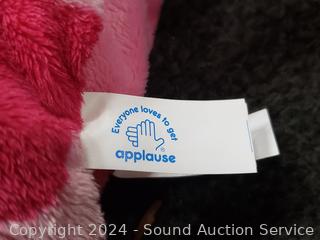 Everyone loves to get
applause
®
Copyright 2024 - Sound Auction Service